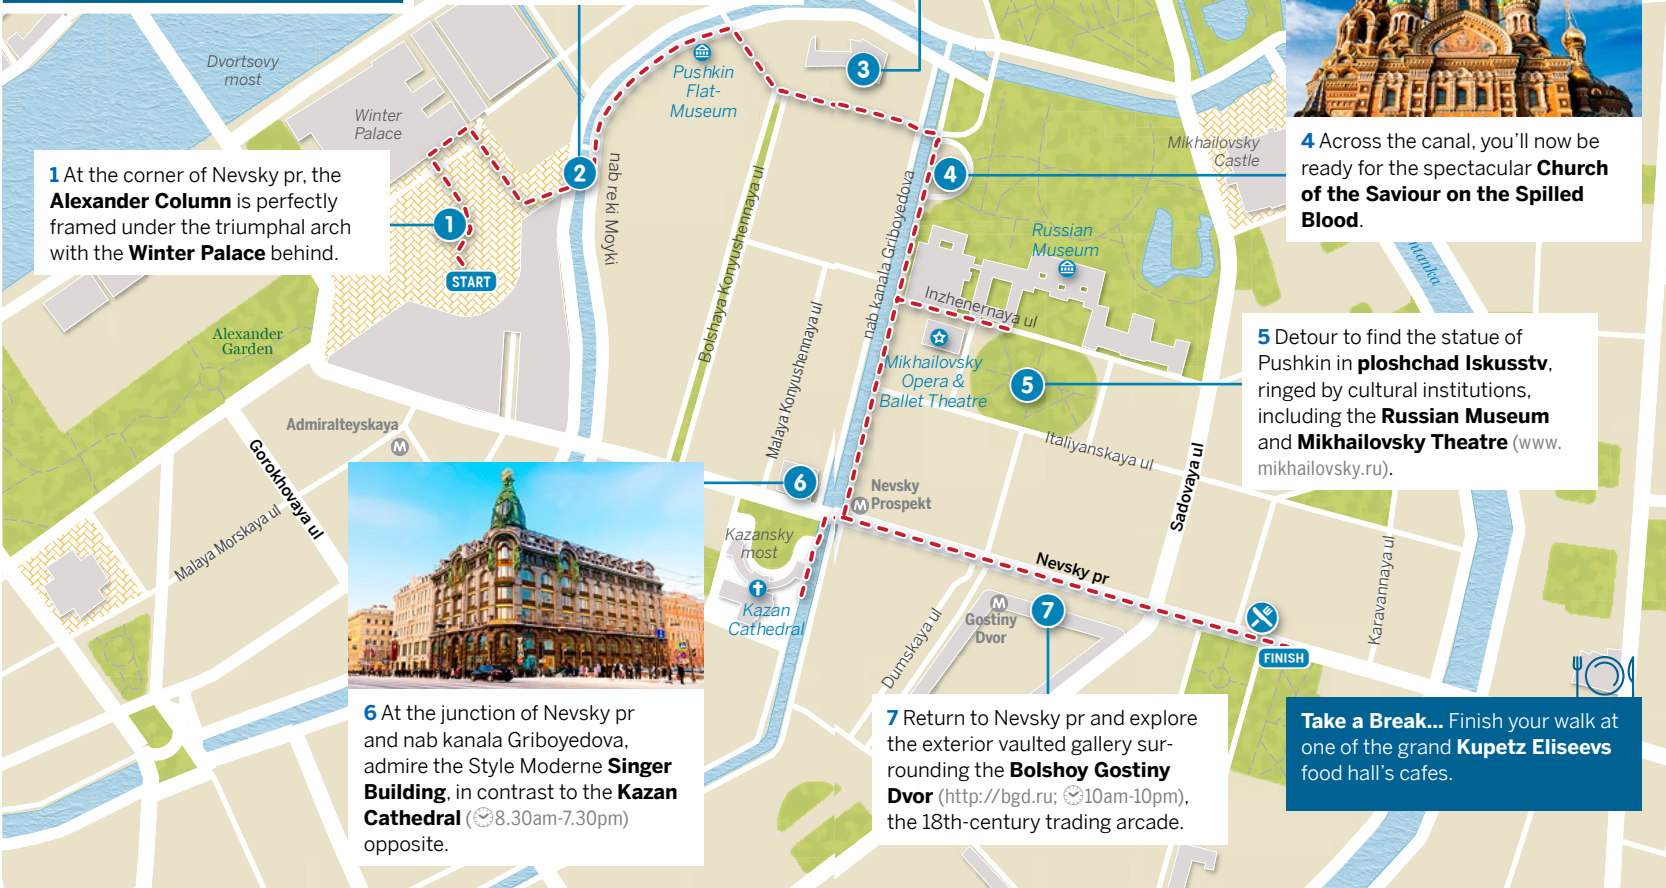 Dvortsovy
most
Winter
Palace
Pushkin
Flat-
Museum
3
1 At the corner of Nevsky pr, the
Alexander Column is perfectly
framed under the triumphal arch
with the Winter Palace behind.
1
START
2
nab reki Moyki
Bolshaya Konyushennaya ul
Malaya Konyushennaya ul
nab kanala Griboyedova
4
Mikhailovsky
Castle
4 Across the canal, you’ll now be
ready for the spectacular Church
of the Saviour on the Spilled
Blood.
Russian
Museum
Inzhenernaya ul
Mikhailovsky
Opera &
Ballet Theatre
5
5 Detour to find the statue of
Pushkin in ploshchad Iskusstv,
ringed by cultural institutions,
including the Russian Museum
and Mikhailovsky Theatre (www.
mikhailovsky.ru).
Alexander
Garden
Admiralteyskaya
M
Gorokhovaya ul
Malaya Morskaya ul
Italiyanskaya ul
Sadovaya ul
6
Nevsky
M Prospekt
Kazansky
most
Kazan
Cathedral
Nevsky pr
Karavannaya ul
Dumskaya ul
M
Gostiny
Dvor
7
FINISH
6 At the junction of Nevsky pr
and nab kanala Griboyedova,
admire the Style Moderne Singer
Building, in contrast to the Kazan
Cathedral (8.30am-7.30pm)
opposite.
7 Return to Nevsky pr and explore
the exterior vaulted gallery sur-
rounding the Bolshoy Gostiny
Dvor (http://bgd.ru; 10am-10pm),
the 18th-century trading arcade.
Take a Break... Finish your walk at
one of the grand Kupetz Eliseevs
food hall’s cafes.